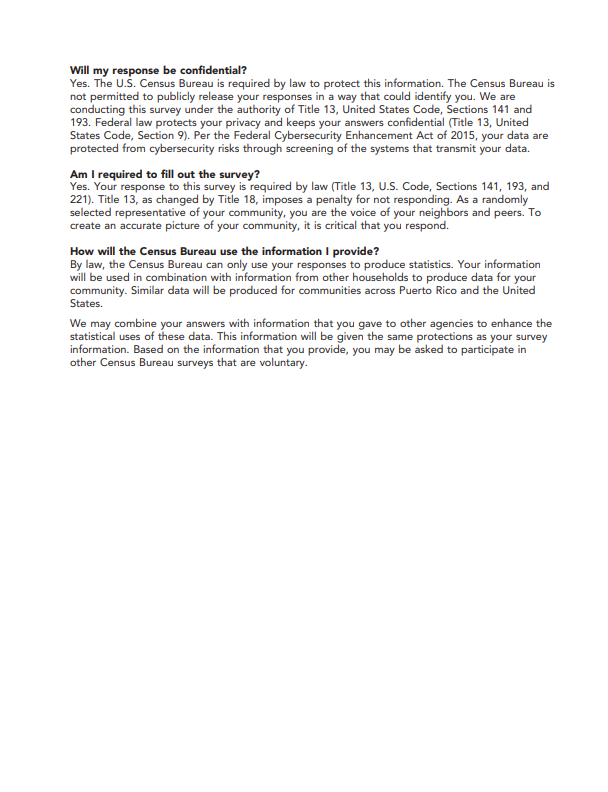 Will my response be confidential?
Yes. The U.S. Census Bureau is required by law to protect this information. The Census Bureau is
not permitted to publicly release your responses in a way that could identify you. We are
conducting this survey under the authority of Title 13, United States Code, Sections 141 and
193. Federal law protects your privacy and keeps your answers confidential (Title 13, United
States Code, Section 9). Per the Federal Cybersecurity Enhancement Act of 2015, your data are
protected from cybersecurity risks through screening of the systems that transmit your data.
Am I required to fill out the survey?
Yes. Your response to this survey is required by law (Title 13, U.S. Code, Sections 141, 193, and
221). Title 13, as changed by Title 18, imposes a penalty for not responding. As a randomly
selected representative of your community, you are the voice of your neighbors and peers. To
create an accurate picture of your community, it is critical that you respond.
How will the Census Bureau use the information I provide?
By law, the Census Bureau can only use your responses to produce statistics. Your information
will be used in combination with information from other households to produce data for your
community. Similar data will be produced for communities across Puerto Rico and the United
States.
We may combine your answers with information that you gave to other agencies to enhance the
statistical uses of these data. This information will be given the same protections as your survey
information. Based on the information that you provide, you may be asked to participate in
other Census Bureau surveys that are voluntary.